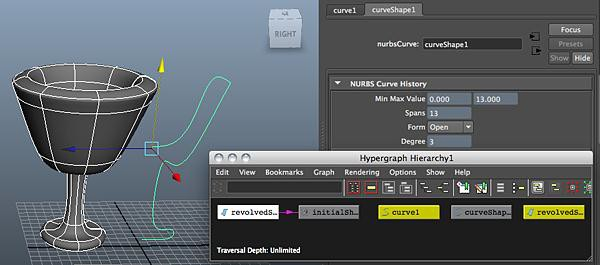 RIGHT
curve1 curveShape1
nurbsCurve: curveShape1
Focus
Presets
Show Hide
NURBS Curve History
Min Max Value 0.000 13.000
Spans 13
Form Open
Degree 3
Hypergraph Hierarchy1
Edit View Bookmarks Graph Rendering Options Show Help
revolvedS... initialSh... curve1 curveShap... revolvedS...
Traversal Depth: Unlimited